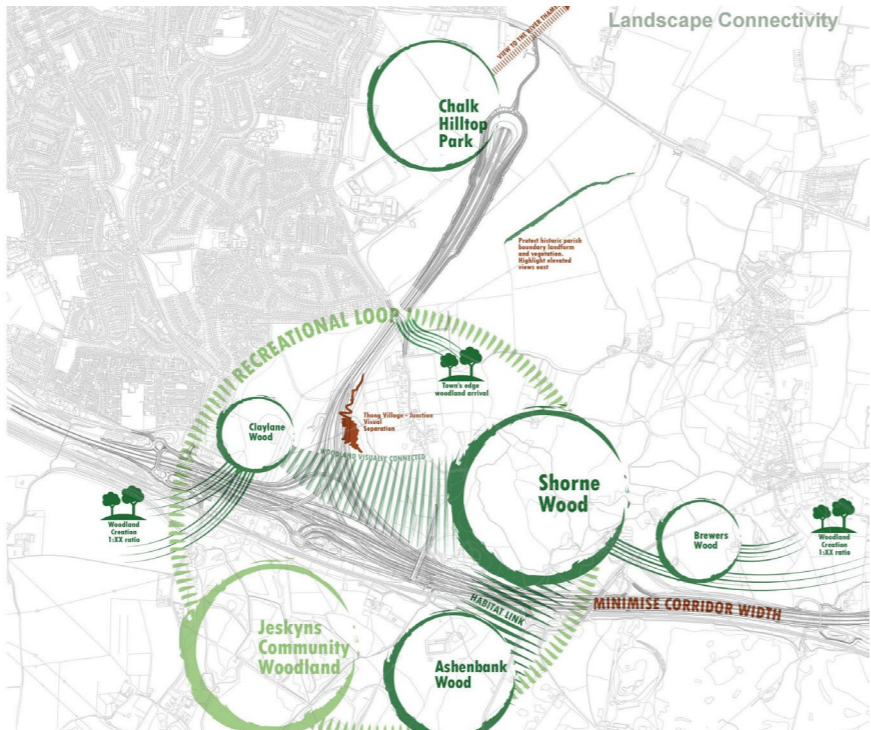 Landscape Connectivity
VIEW TO THE RIVER THAMES
Chalk
Hilltop
Park
Protect historic parish
boundary landform
and vegetation.
Highlight elevated
views east
RECREATIONAL LOOP
Town's edge
woodland arrival
Thong Village - Junction
Visual
Separation
Claylane
Wood
WOODLAND VISUALLY CONNECTED
Shorne
Wood
Woodland
Creation
1:XX ratio
Brewers
Wood
Woodland
Creation
1:XX ratio
HABITAT LINK
MINIMISE CORRIDOR WIDTH
Jeskyns
Community
Woodland
Ashenbank
Wood